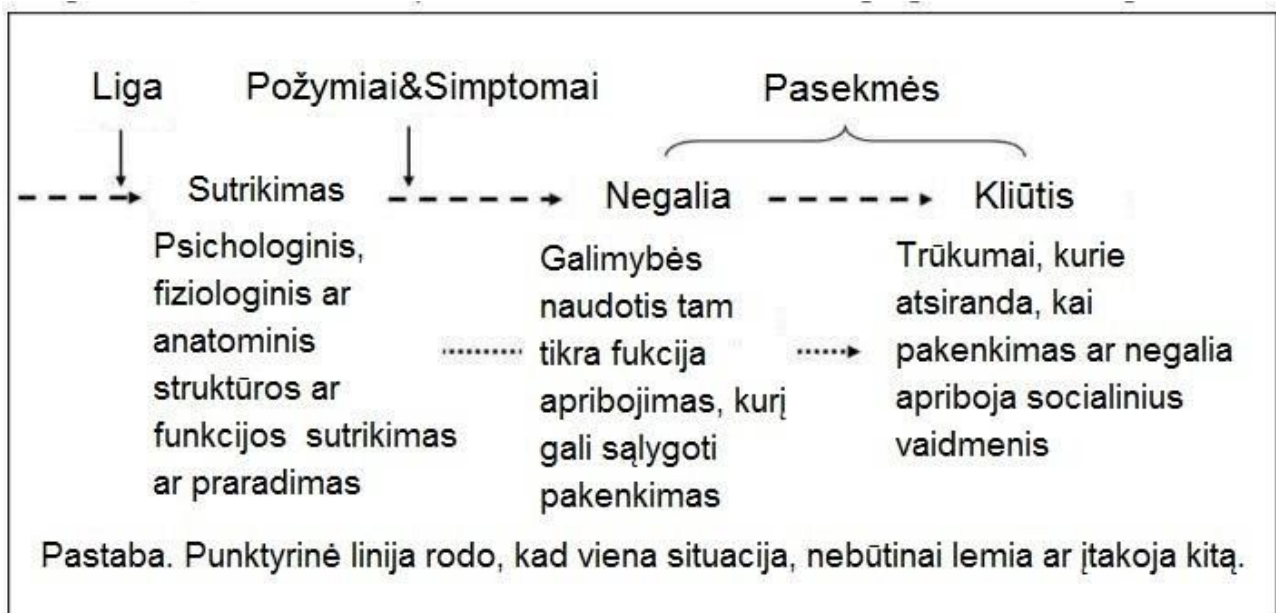 Liga Požymiai&Simptomai Pasekmės
Sutrikimas Negalia Kliūtis
Psichologinis,
fiziologinis ar
anatominis
struktūros ar
funkcijos sutrikimas
ar praradimas
Galimybės
naudotis tam
tikra fukcija
apribojimas, kurį
gali sąlygoti
pakenkimas
Trūkumai, kurie
atsiranda, kai
pakenkimas ar negalia
apriboja socialinius
vaidmenis
Pastaba. Punktyrinė linija rodo, kad viena situacija, nebūtinai lemia ar įtakoja kitą.